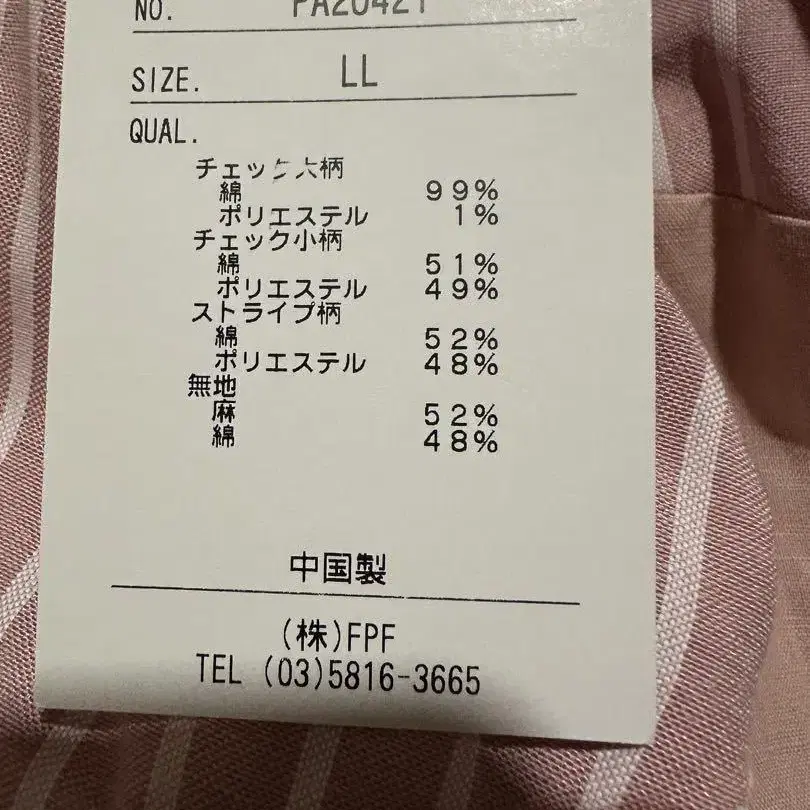 NO. PA20421
SIZE. LL
QUAL.
チェック大柄
綿 99%
ポリエステル 1%
チェック小柄
綿 51%
ポリエステル 49%
ストライプ柄
綿 52%
ポリエステル 48%
無地
麻 52%
綿 48%
中国製
(株)FPF
TEL (03)5816-3665